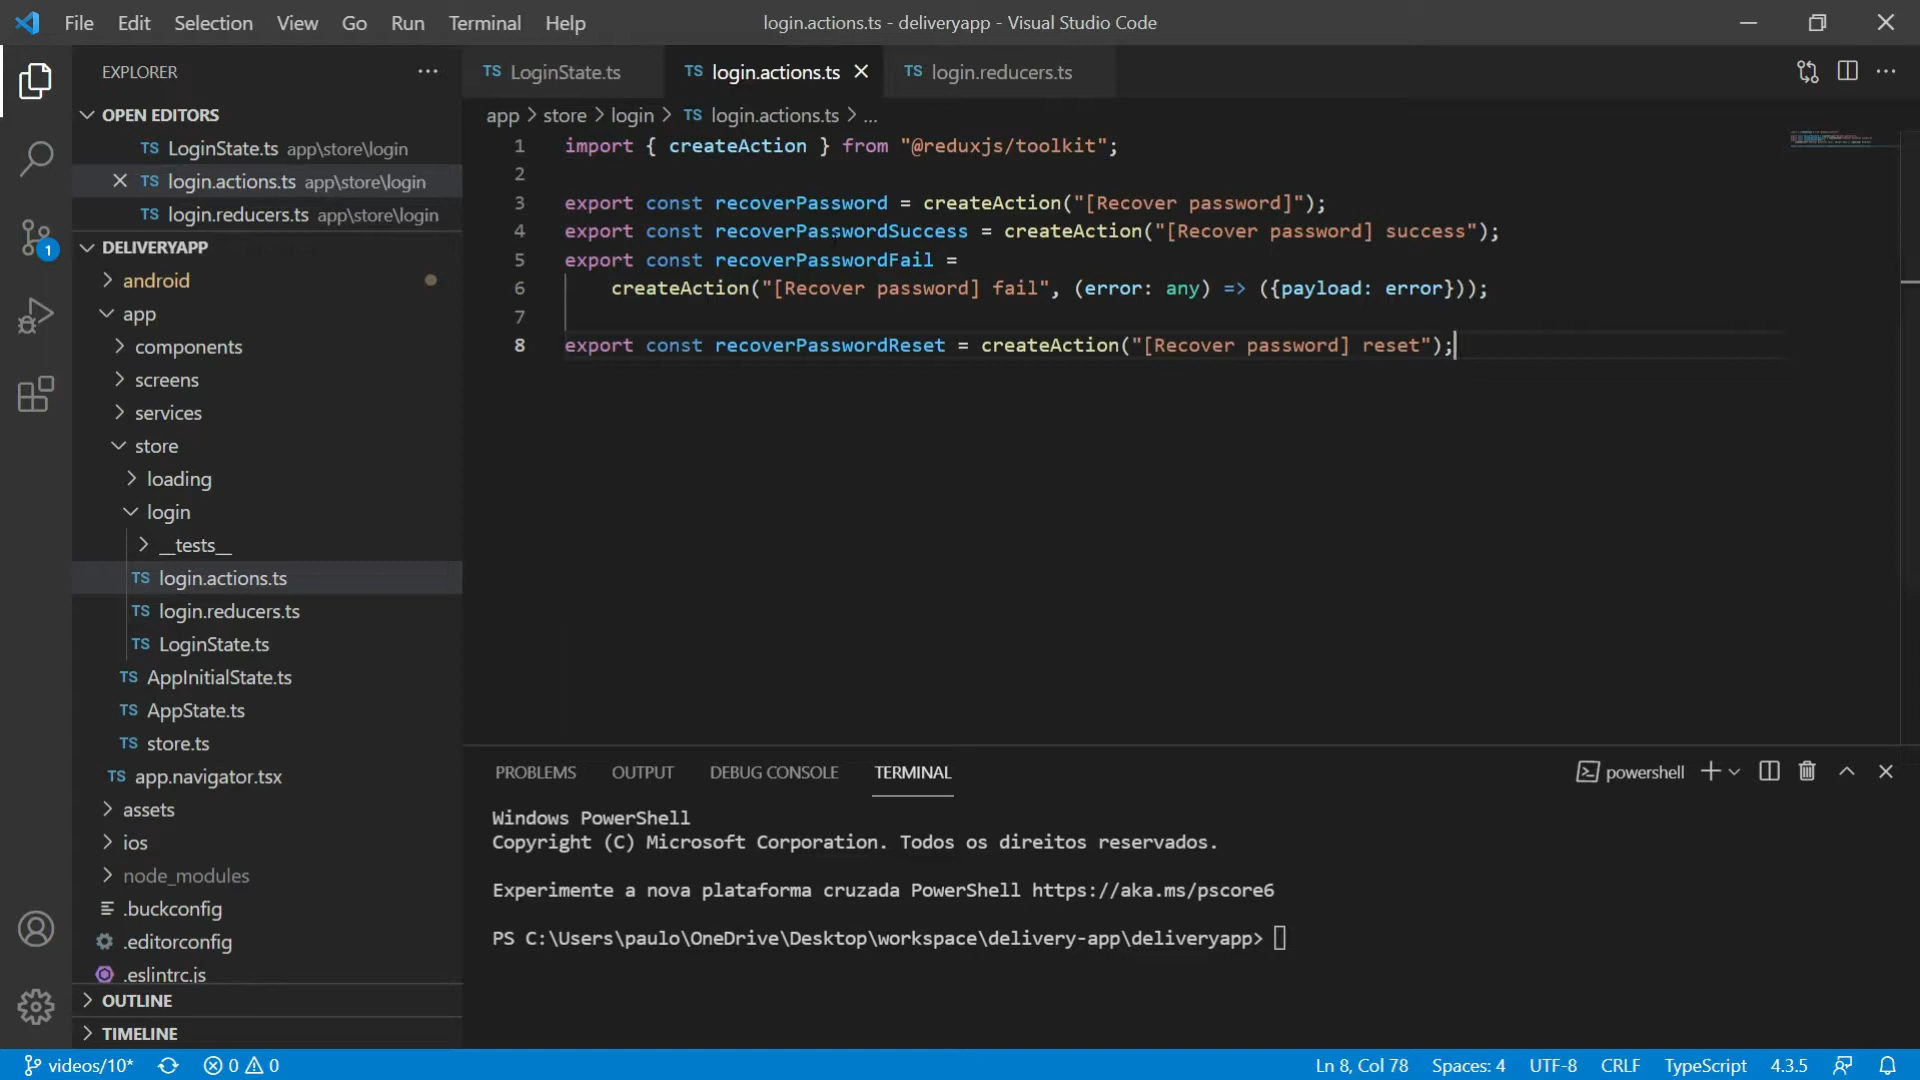 File Edit Selection View Go Run Terminal Help
login.actions.ts - deliveryapp - Visual Studio Code
EXPLORER
OPEN EDITORS
TS LoginState.ts app\store\login
TS login.actions.ts app\store\login
TS login.reducers.ts app\store\login
DELIVERYAPP
android
app
components
screens
services
store
loading
login
__tests__
TS login.actions.ts
TS login.reducers.ts
TS LoginState.ts
TS AppInitialState.ts
TS AppState.ts
TS store.ts
TS app.navigator.tsx
assets
ios
node_modules
.buckconfig
.editorconfig
.eslintrc.js
OUTLINE
TIMELINE
1
TS LoginState.ts TS login.actions.ts TS login.reducers.ts
app > store > login > TS login.actions.ts > ...
1 import { createAction } from "@reduxjs/toolkit";
2
3 export const recoverPassword = createAction("[Recover password]");
4 export const recoverPasswordSuccess = createAction("[Recover password] success");
5 export const recoverPasswordFail =
6 createAction("[Recover password] fail", (error: any) => ({payload: error}));
7
8 export const recoverPasswordReset = createAction("[Recover password] reset");
PROBLEMS OUTPUT DEBUG CONSOLE TERMINAL
powershell
Windows PowerShell
Copyright (C) Microsoft Corporation. Todos os direitos reservados.
Experimente a nova plataforma cruzada PowerShell https://aka.ms/pscore6
PS C:\Users\paulo\OneDrive\Desktop\workspace\delivery-app\deliveryapp>
videos/10* 0 0 Ln 8, Col 78 Spaces: 4 UTF-8 CRLF TypeScript 4.3.5